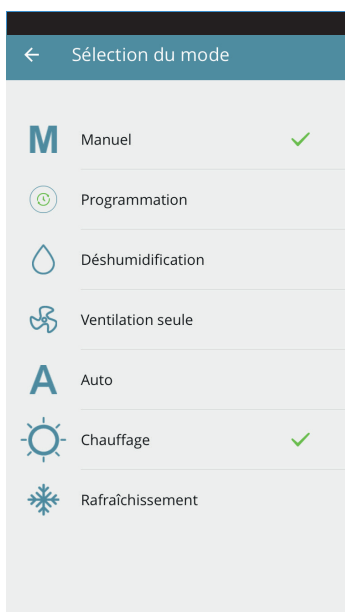 Sélection du mode
M Manuel
Programmation
Déshumidification
Ventilation seule
A Auto
Chauffage
Rafraîchissement